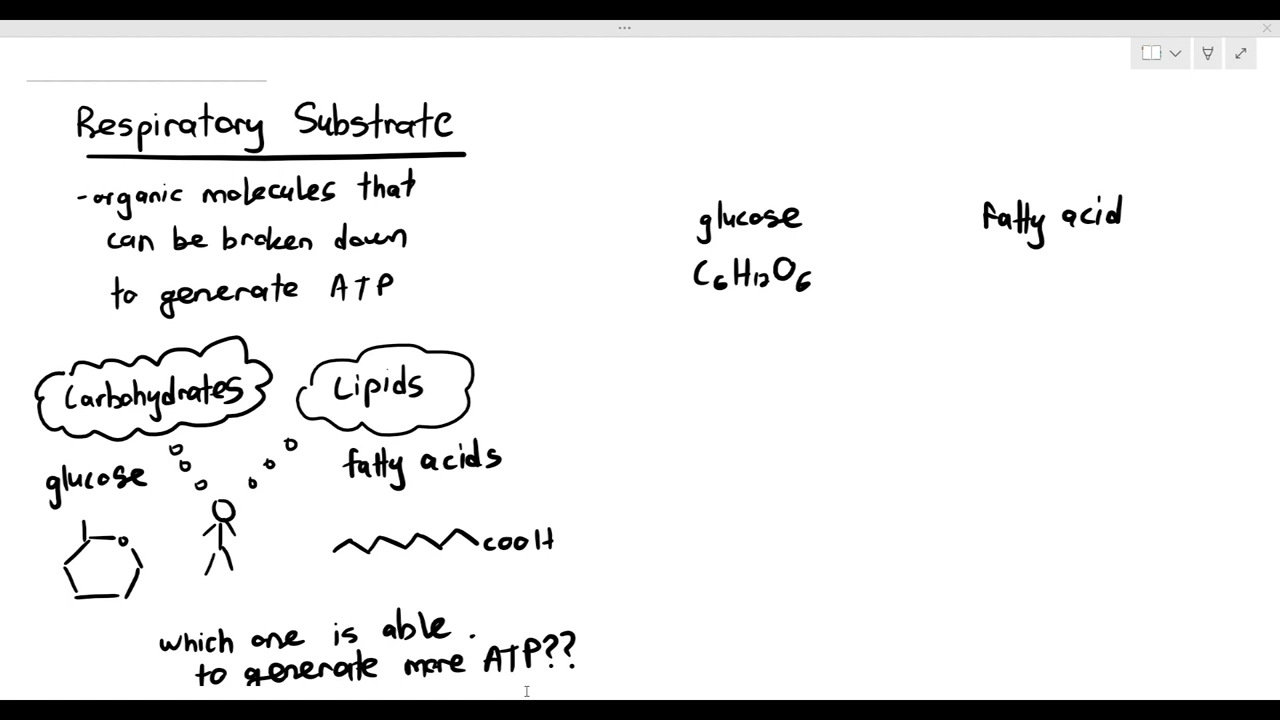 Respiratory Substrate
-organic molecules that
can be broken down
to generate ATP
Carbohydrates
Lipids
glucose
fatty acids
COOH
which one is able
to generate more ATP??
glucose
C6H12O6
fatty acid